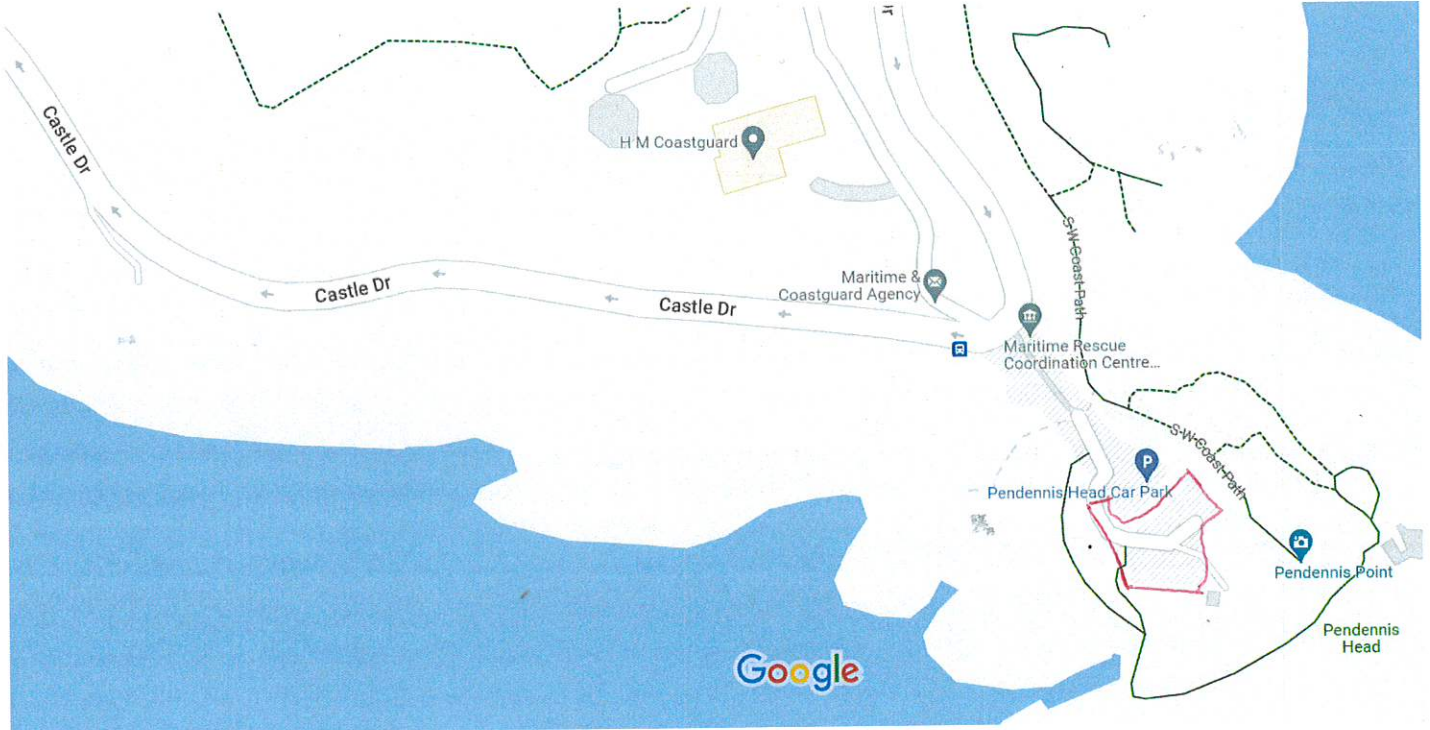 Dr
Castle Dr
H M Coastguard
S-W-Coast-Path
Maritime &
Coastguard Agency
Castle Dr
Castle Dr
Maritime Rescue
Coordination Centre...
S-W-Coast-Path
P
Pendennis Head Car Park
Pendennis Point
Pendennis
Head
Google